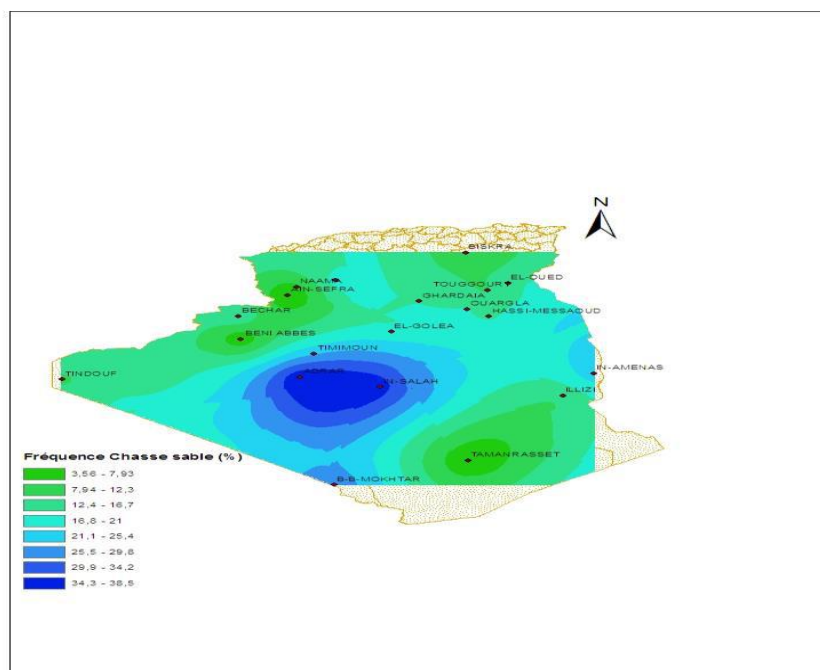 N
BISKRA
EL-OUED
NAAMA
TOUGGOURT
AIN-SEFRA
GHARDAIA
OUARGLA
BECHAR
HASSI-MESSAOUD
EL-GOLEA
BENI ABBES
TIMIMOUN
IN-AMENAS
TINDOUF
ADRAR
IN-SALAH
ILLIZI
TAMANRASSET
Fréquence Chasse sable (%)
3,56 - 7,93
B-B-MOKHTAR
7,94 - 12,3
12,4 - 16,7
16,8 - 21
21,1 - 25,4
25,5 - 29,8
29,9 - 34,2
34,3 - 38,5